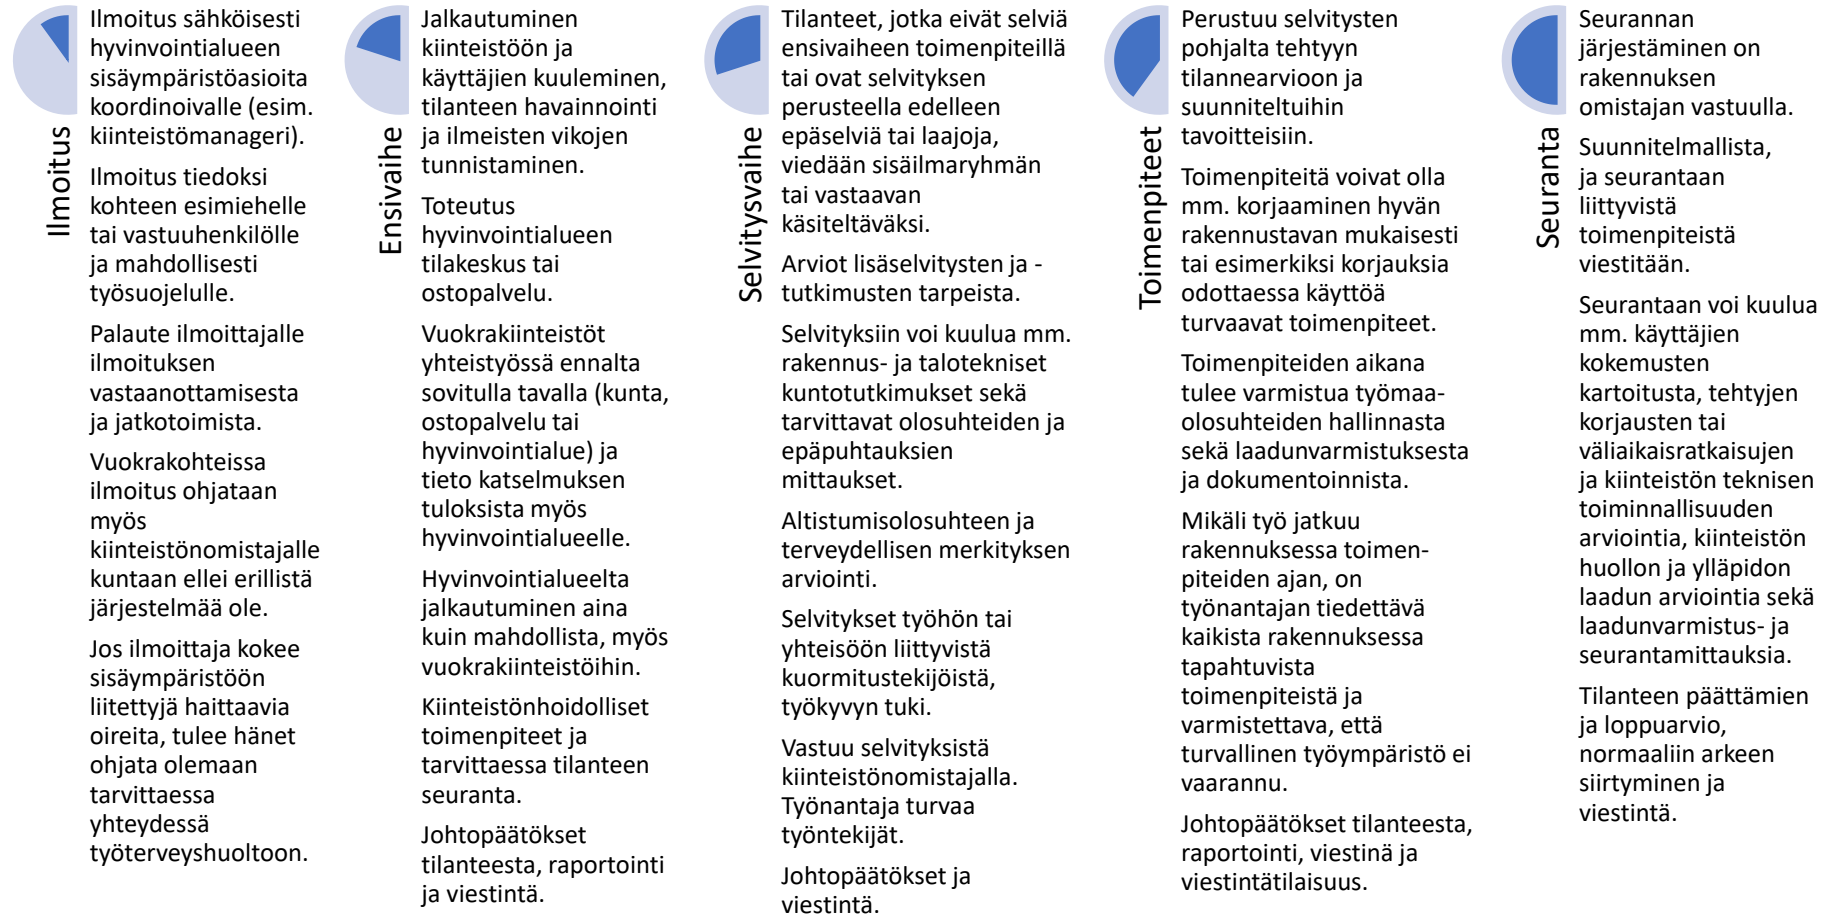 Ilmoitus
Ilmoitus sähköisesti
hyvinvointialueen
sisäympäristöasioita
koordinoivalle (esim.
kiinteistömanageri).
Ilmoitus tiedoksi
kohteen esimiehelle
tai vastuuhenkilölle
ja mahdollisesti
työsuojelulle.
Palaute ilmoittajalle
ilmoituksen
vastaanottamisesta
ja jatkotoimista.
Vuokrakohteissa
ilmoitus ohjataan
myös
kiinteistönomistajalle
kuntaan ellei erillistä
järjestelmää ole.
Jos ilmoittaja kokee
sisäympäristöön
liitettyjä haittaavia
oireita, tulee hänet
ohjata olemaan
tarvittaessa
yhteydessä
työterveyshuoltoon.
Ensivaihe
Jalkautuminen
kiinteistöön ja
käyttäjien kuuleminen,
tilanteen havainnointi
ja ilmeisten vikojen
tunnistaminen.
Toteutus
hyvinvointialueen
tilakeskus tai
ostopalvelu.
Vuokrakiinteistöt
yhteistyössä ennalta
sovitulla tavalla (kunta,
ostopalvelu tai
hyvinvointialue) ja
tieto katselmuksen
tuloksista myös
hyvinvointialueelle.
Hyvinvointialueelta
jalkautuminen aina
kuin mahdollista, myös
vuokrakiinteistöihin.
Kiinteistönhoidolliset
toimenpiteet ja
tarvittaessa tilanteen
seuranta.
Johtopäätökset
tilanteesta, raportointi
ja viestintä.
Selvitysvaihe
Tilanteet, jotka eivät selviä
ensivaiheen toimenpiteillä
tai ovat selvityksen
perusteella edelleen
epäselviä tai laajoja,
viedään sisäilmaryhmän
tai vastaavan
käsiteltäväksi.
Arviot lisäselvitysten ja -
tutkimusten tarpeista.
Selvityksiin voi kuulua mm.
rakennus- ja talotekniset
kuntotutkimukset sekä
tarvittavat olosuhteiden ja
epäpuhtauksien
mittaukset.
Altistumisolosuhteen ja
terveydellisen merkityksen
arviointi.
Selvitykset työhön tai
yhteisöön liittyvistä
kuormitustekijöistä,
työkyvyn tuki.
Vastuu selvityksistä
kiinteistönomistajalla.
Työnantaja turvaa
työntekijät.
Johtopäätökset ja
viestintä.
Toimenpiteet
Perustuu selvitysten
pohjalta tehtyyn
tilannearvioon ja
suunniteltuihin
tavoitteisiin.
Toimenpiteitä voivat olla
mm. korjaaminen hyvän
rakennustavan mukaisesti
tai esimerkiksi korjauksia
odottaessa käyttöä
turvaavat toimenpiteet.
Toimenpiteiden aikana
tulee varmistua työmaa-
olosuhteiden hallinnasta
sekä laadunvarmistuksesta
ja dokumentoinnista.
Mikäli työ jatkuu
rakennuksessa toimen-
piteiden ajan, on
työnantajan tiedettävä
kaikista rakennuksessa
tapahtuvista
toimenpiteistä ja
varmistettava, että
turvallinen työympäristö ei
vaarannu.
Johtopäätökset tilanteesta,
raportointi, viestinä ja
viestintätilaisuus.
Seuranta
Seurannan
järjestäminen on
rakennuksen
omistajan vastuulla.
Suunnitelmallista,
ja seurantaan
liittyvistä
toimenpiteistä
viestitään.
Seurantaan voi kuulua
mm. käyttäjien
kokemusten
kartoitusta, tehtyjen
korjausten tai
väliaikaisratkaisujen
ja kiinteistön teknisen
toiminnallisuuden
arviointia, kiinteistön
huollon ja ylläpidon
laadun arviointia sekä
laadunvarmistus- ja
seurantamittauksia.
Tilanteen päättämien
ja loppuarvio,
normaaliin arkeen
siirtyminen ja
viestintä.